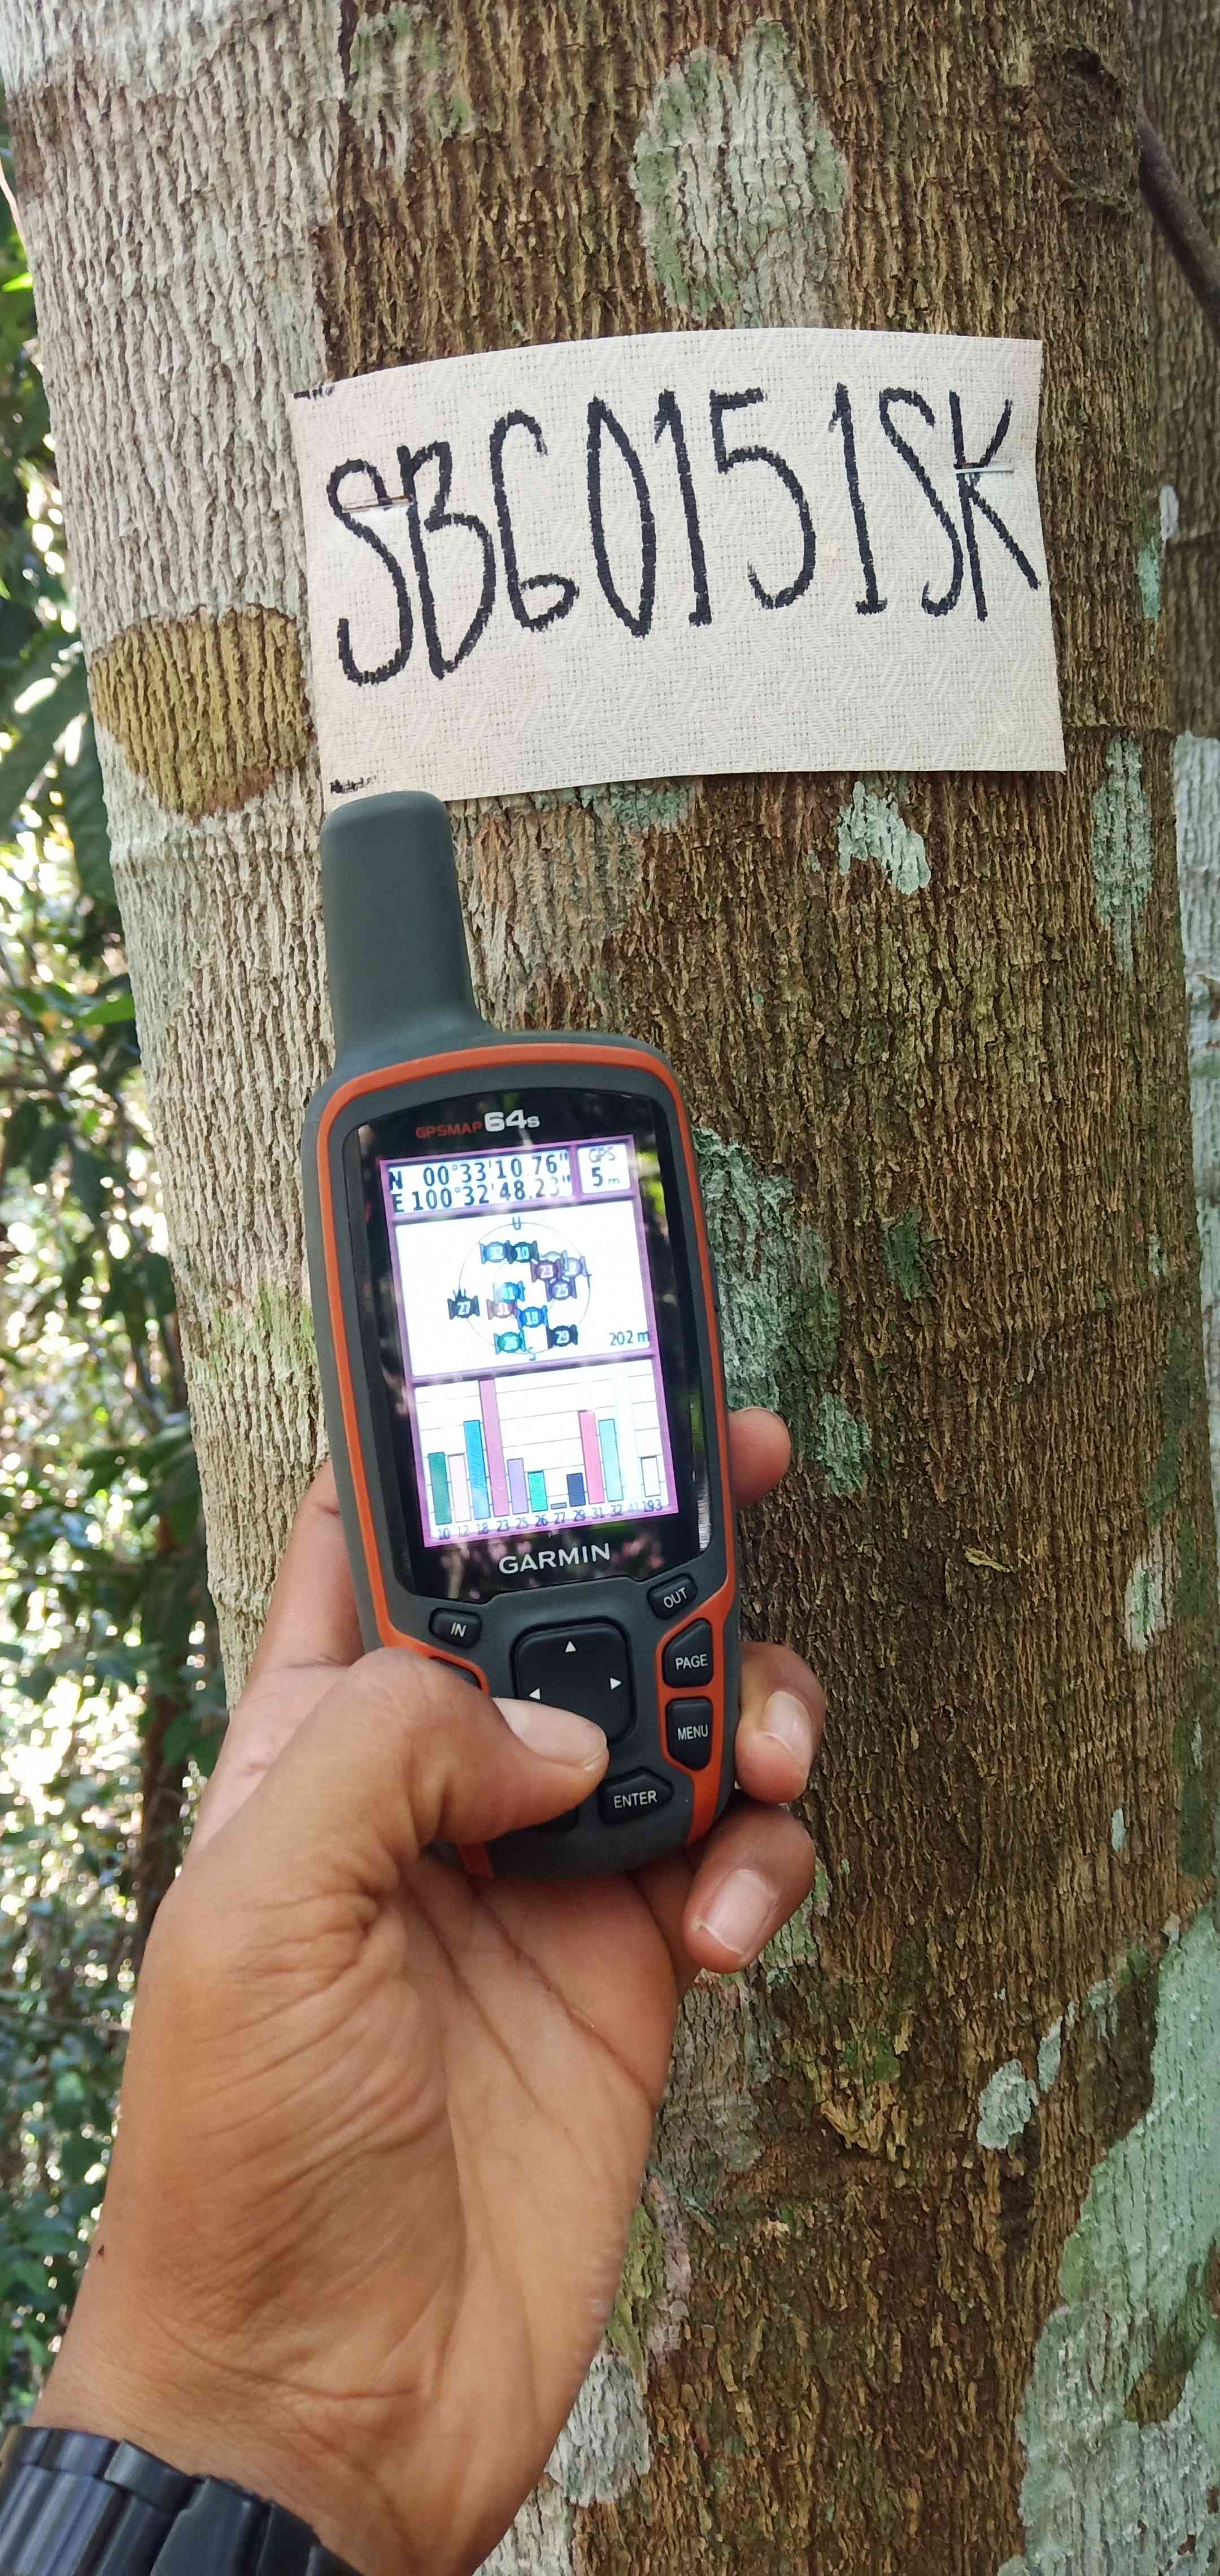 SBG0151SK
GPSMAP 64s
N 00°33'10.76"
E 100°32'48.23"
GPS
5 m
U
32 10
23
25
27
31
18
26 29
S
202 m
10 12 18 23 25 26 27 29 31 32 41 193
GARMIN
IN
OUT
PAGE
MENU
ENTER